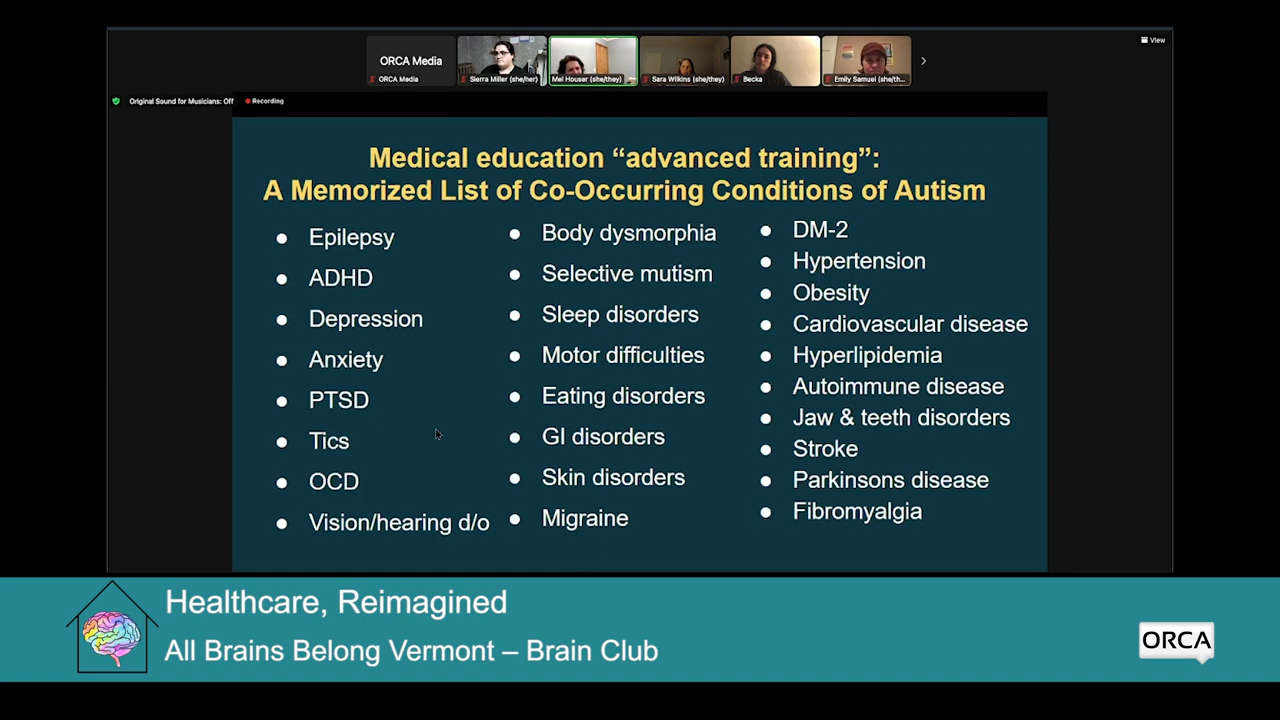 View
ORCA Media
ORCA Media
Sierra Miller (she/her)
Mel Houser (she/they)
Sara Wilkins (she/they)
Becka
Emily Samuel (she/th...
Original Sound for Musicians: Off
Recording
Medical education “advanced training”:
A Memorized List of Co-Occurring Conditions of Autism
Epilepsy
ADHD
Depression
Anxiety
PTSD
Tics
OCD
Vision/hearing d/o
Body dysmorphia
Selective mutism
Sleep disorders
Motor difficulties
Eating disorders
GI disorders
Skin disorders
Migraine
DM-2
Hypertension
Obesity
Cardiovascular disease
Hyperlipidemia
Autoimmune disease
Jaw & teeth disorders
Stroke
Parkinsons disease
Fibromyalgia
Healthcare, Reimagined
All Brains Belong Vermont – Brain Club
ORCA